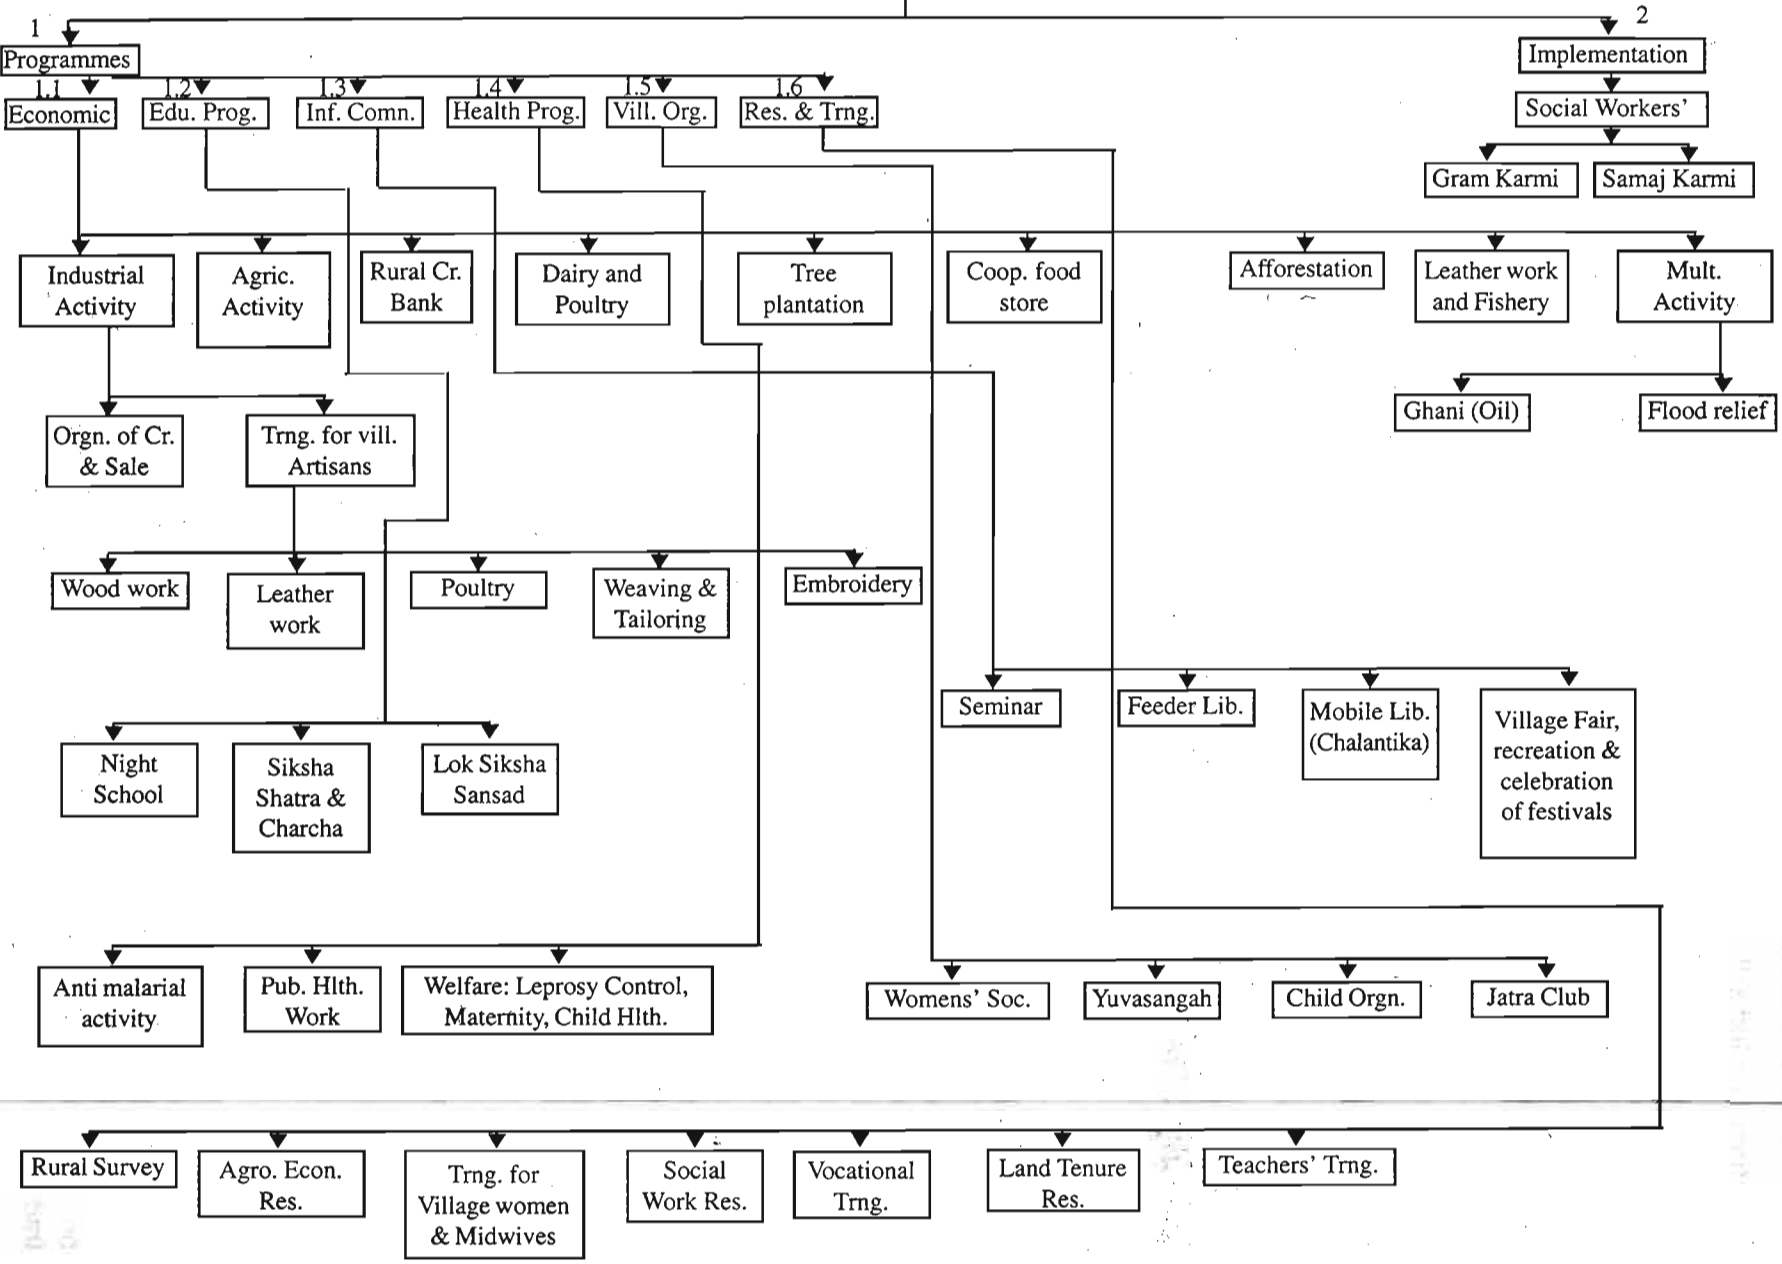 1
2
Programmes
Implementation
1.1
1.2
1.3
1.4
1.5
1.6
Economic
Edu. Prog.
Inf. Comn.
Health Prog.
Vill. Org.
Res. & Trng.
Social Workers'
Gram Karmi
Samaj Karmi
Industrial
Activity
Agric.
Activity
Rural Cr.
Bank
Dairy and
Poultry
Tree
plantation
Coop. food
store
Afforestation
Leather work
and Fishery
Mult.
Activity
Ghani (Oil)
Flood relief
Orgn. of Cr.
& Sale
Trng. for vill.
Artisans
Wood work
Leather
work
Poultry
Weaving &
Tailoring
Embroidery
Seminar
Feeder Lib.
Mobile Lib.
(Chalantika)
Village Fair,
recreation &
celebration
of festivals
Night
School
Siksha
Shatra &
Charcha
Lok Siksha
Sansad
Anti malarial
activity
Pub. Hlth.
Work
Welfare: Leprosy Control,
Maternity, Child Hlth.
Womens' Soc.
Yuvasangah
Child Orgn.
Jatra Club
Rural Survey
Agro. Econ.
Res.
Trng. for
Village women
& Midwives
Social
Work Res.
Vocational
Trng.
Land Tenure
Res.
Teachers' Trng.